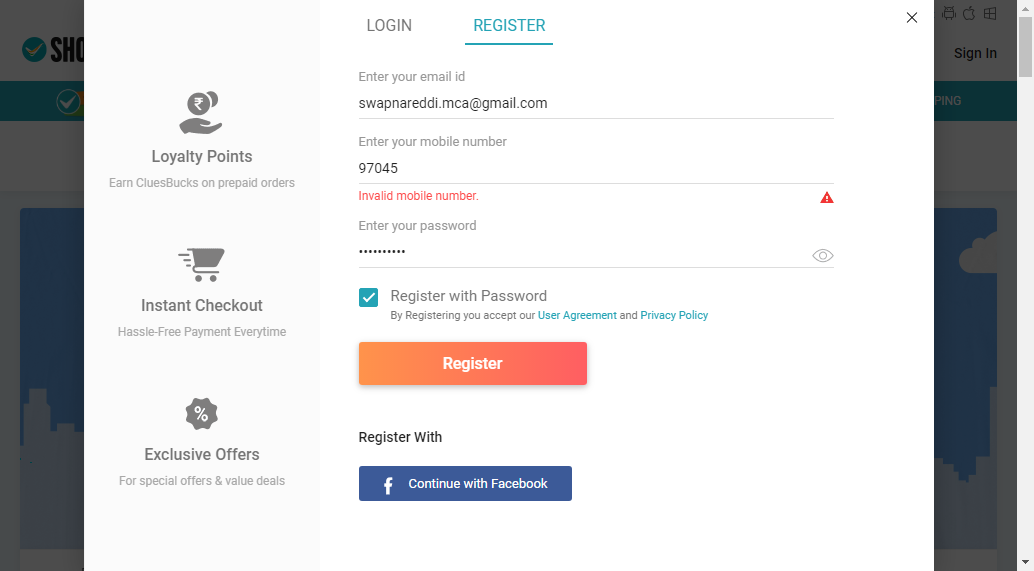 LOGIN
REGISTER
SHO
Sign In
PING
Enter your email id
swapnareddi.mca@gmail.com
Enter your mobile number
97045
Invalid mobile number.
Enter your password
••••••••••
Register with Password
By Registering you accept our User Agreement and Privacy Policy
Register
Register With
f Continue with Facebook
Loyalty Points
Earn CluesBucks on prepaid orders
Instant Checkout
Hassle-Free Payment Everytime
Exclusive Offers
For special offers & value deals